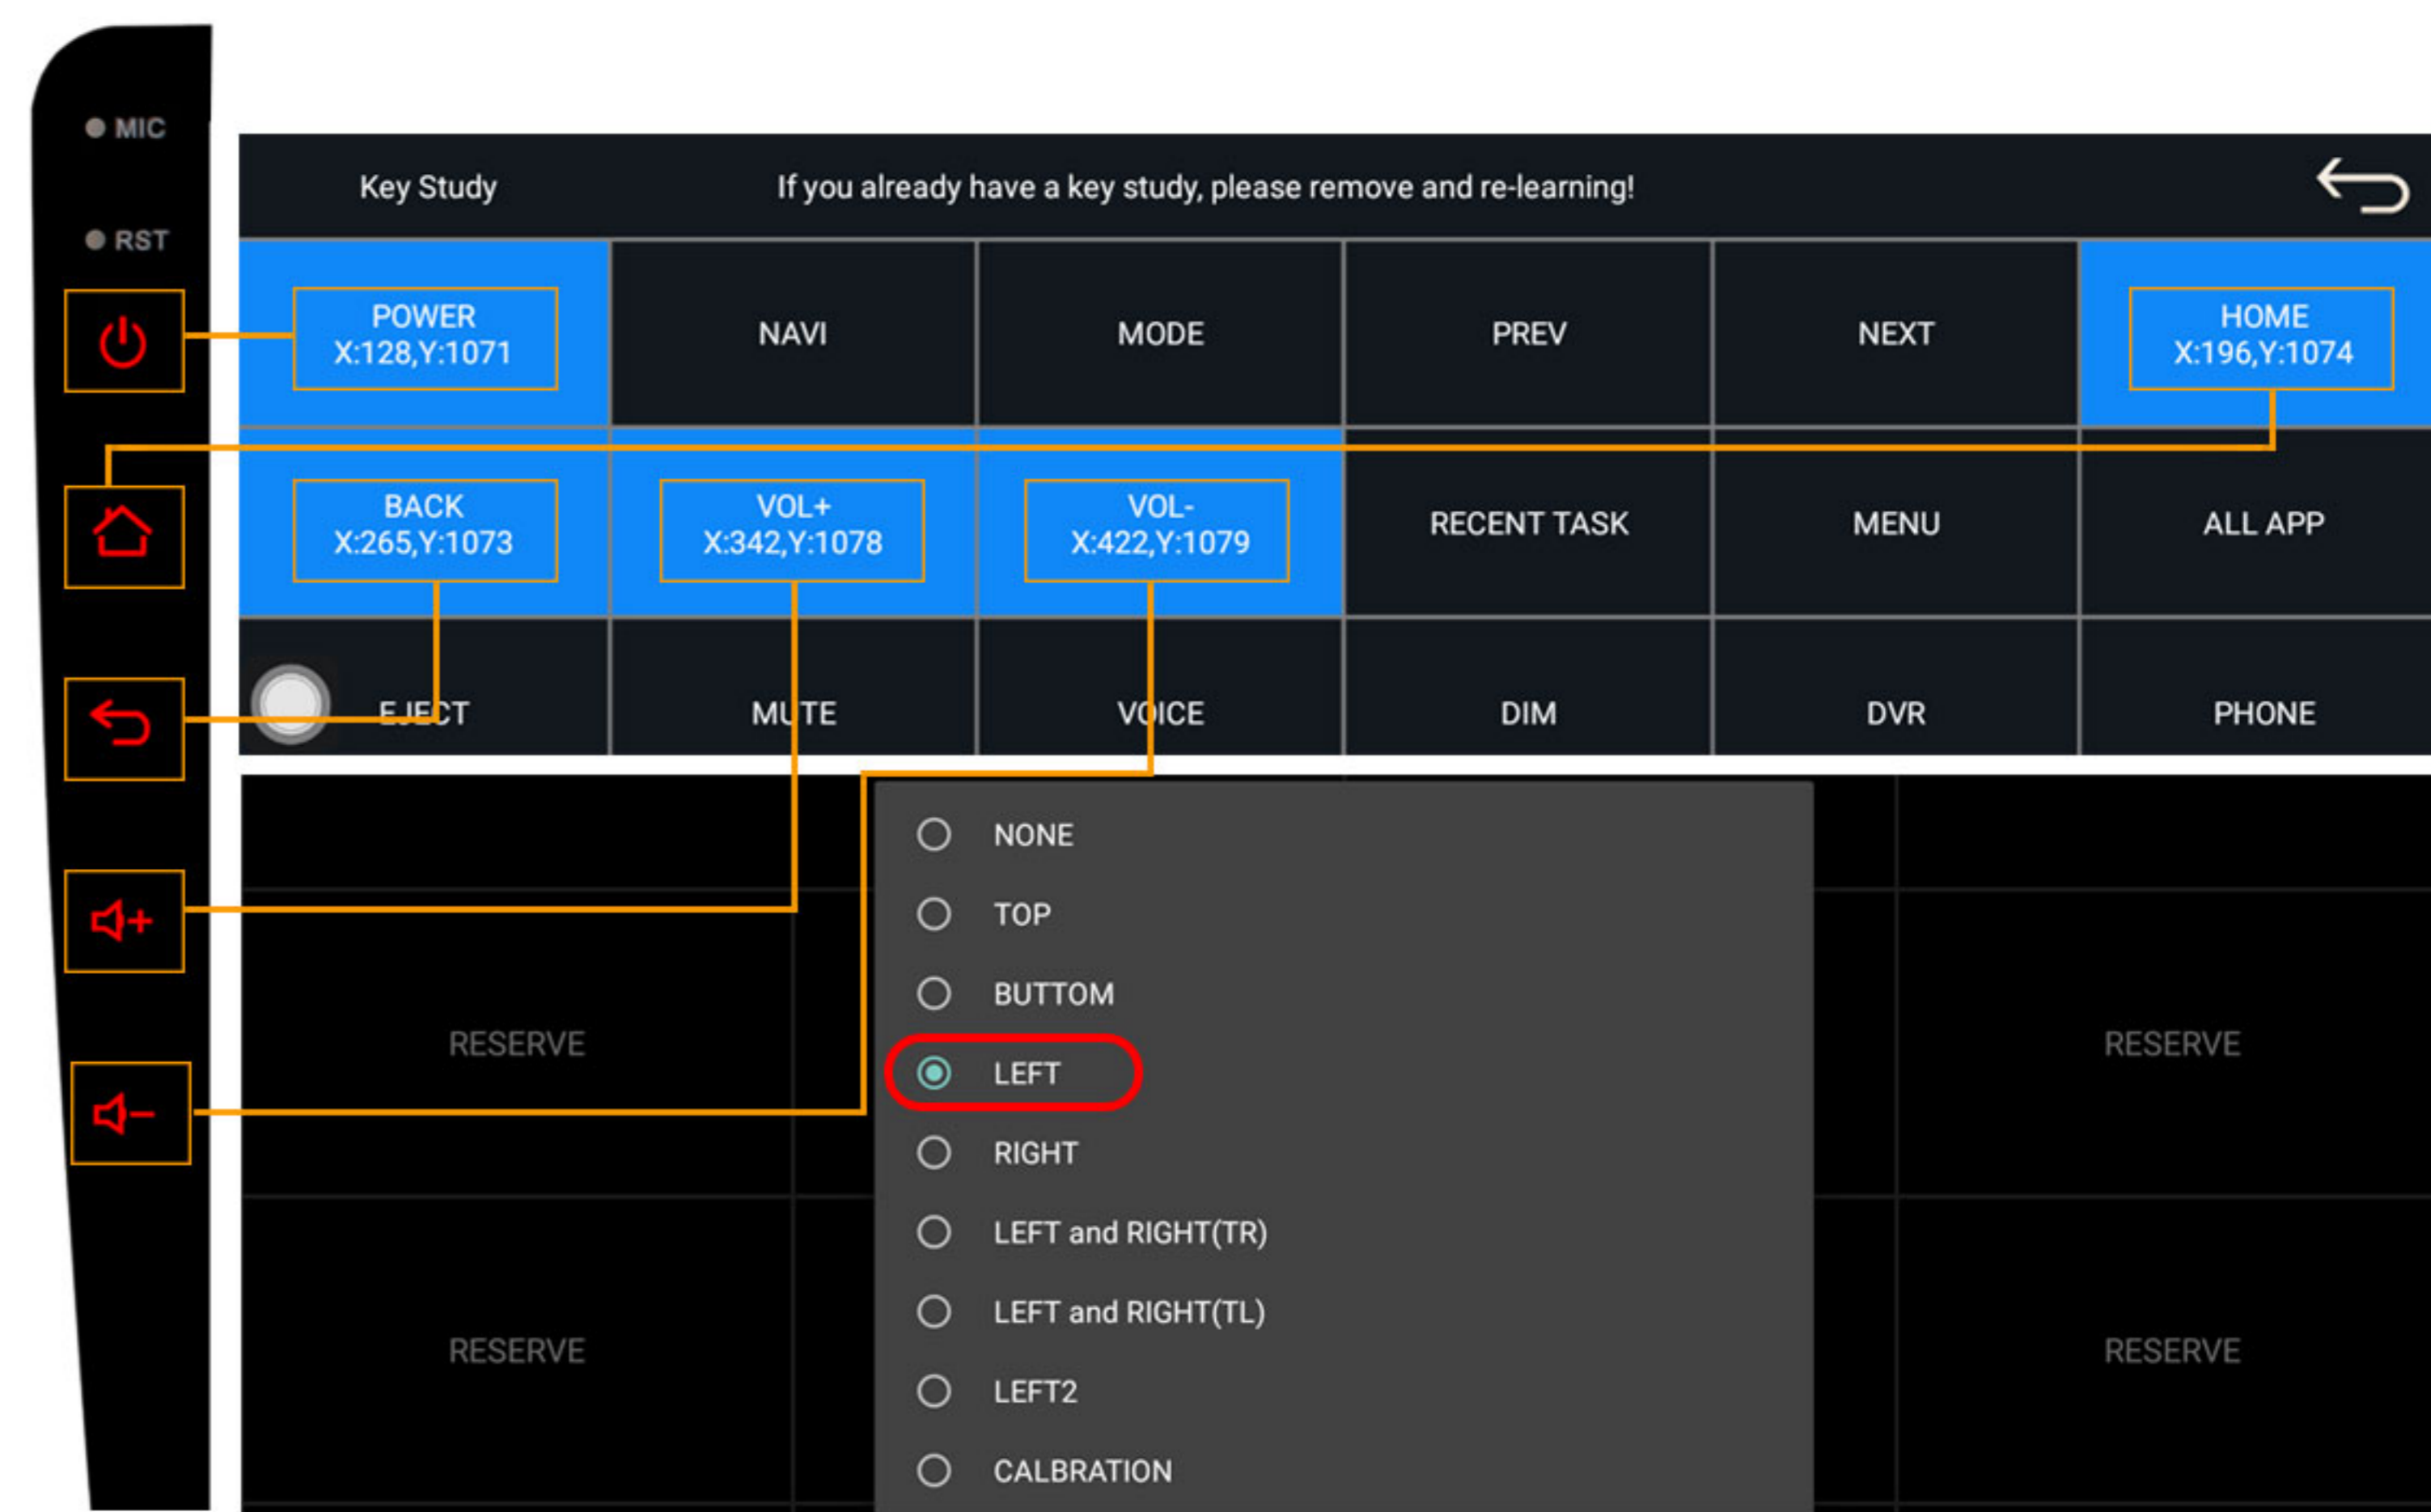 MIC
RST
Key Study
If you already have a key study, please remove and re-learning!
POWER
X:128,Y:1071
NAVI
MODE
PREV
NEXT
HOME
X:196,Y:1074
BACK
X:265,Y:1073
VOL+
X:342,Y:1078
VOL-
X:422,Y:1079
RECENT TASK
MENU
ALL APP
EJECT
MUTE
VOICE
DIM
DVR
PHONE
NONE
TOP
BUTTOM
LEFT
RIGHT
LEFT and RIGHT(TR)
LEFT and RIGHT(TL)
LEFT2
CALBRATION
RESERVE
RESERVE
RESERVE
RESERVE